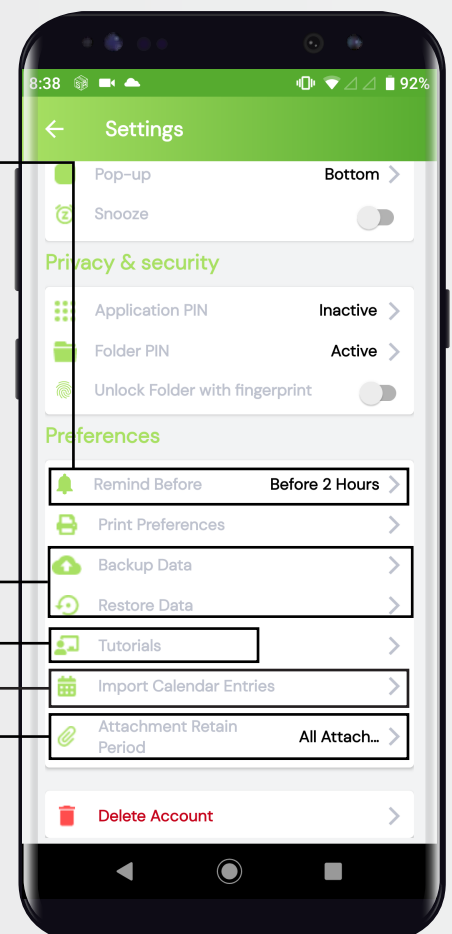 8:38 92%
Settings
Pop-up Bottom
Snooze
Privacy & security
Application PIN Inactive
Folder PIN Active
Unlock Folder with fingerprint
Preferences
Remind Before Before 2 Hours
Print Preferences
Backup Data
Restore Data
Tutorials
Import Calendar Entries
Attachment Retain
Period All Attach...
Delete Account